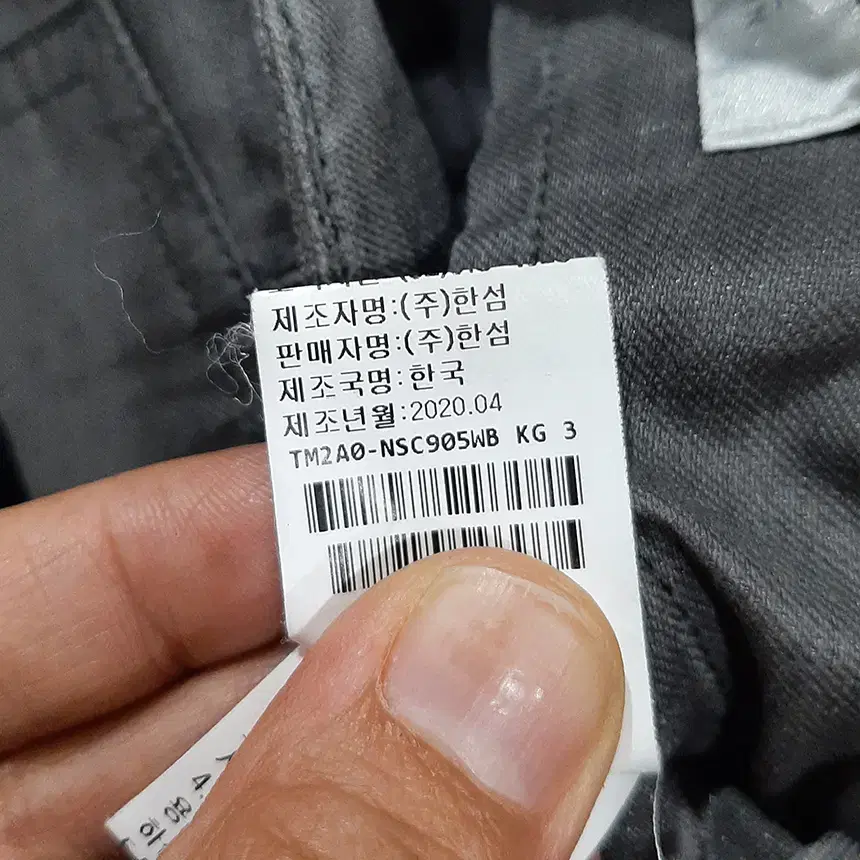 제조자명:(주)한섬
판매자명:(주)한섬
제조국명:한국
제조년월:2020.04
TM2A0-NSC905WB KG 3